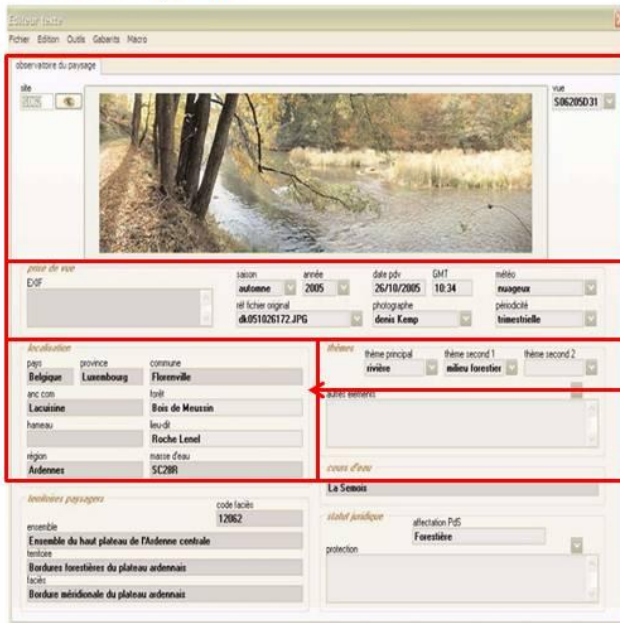 Editeur texte
Fichier Edition Outils Gabarits Macro
observatoire du paysage
site
vue
S06205D31
prise de vue
EXIF
saison année date pdv GMT météo
automne 2005 26/10/2005 10:34 nuageux
réf fichier original photographe périodicité
dk051026172.JPG denis Kemp trimestrielle
localisation
pays province commune
Belgique Luxembourg Florenville
anc com forêt
Lacuisine Bois de Meussin
hameau lieu-dit
Roche Lenel
région masse d'eau
Ardennes SC28R
thèmes
thème principal thème second 1 thème second 2
rivière milieu forestier
autres éléments
cours d'eau
La Semois
territoires paysagers
code faciès
12062
ensemble
Ensemble du haut plateau de l'Ardenne centrale
territoire
Bordures forestières du plateau ardennais
faciès
Bordure méridionale du plateau ardennais
statut juridique
affectation PdS
Forestière
protection